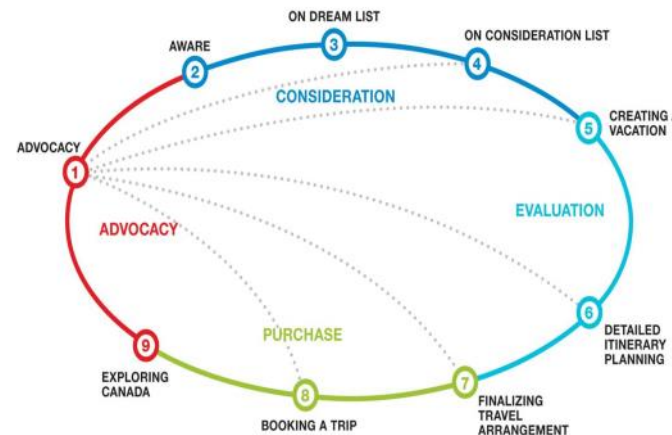 ON DREAM LIST
3
AWARE
2
ON CONSIDERATION LIST
4
CONSIDERATION
CREATING A
VACATION
5
ADVOCACY
1
EVALUATION
ADVOCACY
6
DETAILED
ITINERARY
PLANNING
PURCHASE
9
EXPLORING
CANADA
8
BOOKING A TRIP
7
FINALIZING
TRAVEL
ARRANGEMENT